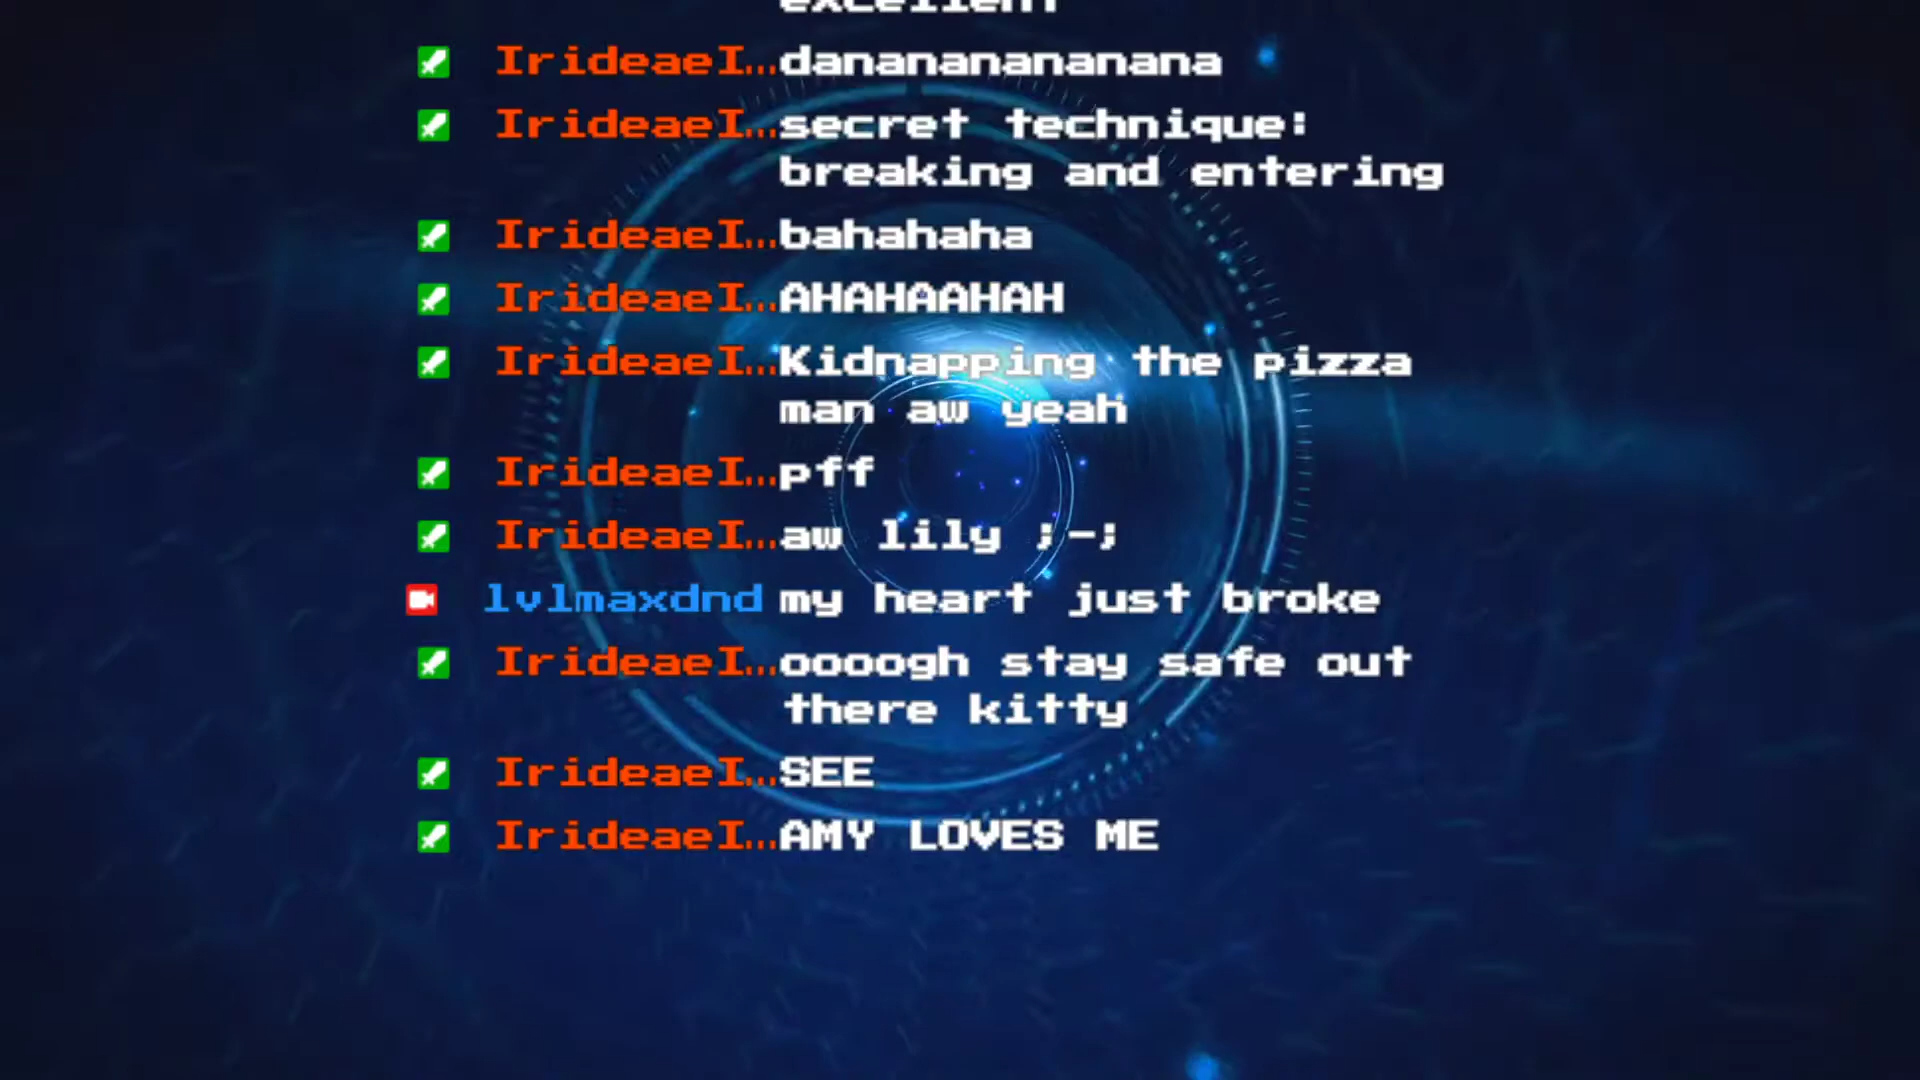 excellent
IrideaeI...dananananananana
IrideaeI...secret technique:
breaking and entering
IrideaeI...bahahaha
IrideaeI...AHAHAAHAH
IrideaeI...Kidnapping the pizza
man aw yeah
IrideaeI...pff
IrideaeI...aw lily ;-;
lvlmaxdnd my heart just broke
IrideaeI...oooogh stay safe out
there kitty
IrideaeI...SEE
IrideaeI...AMY LOVES ME